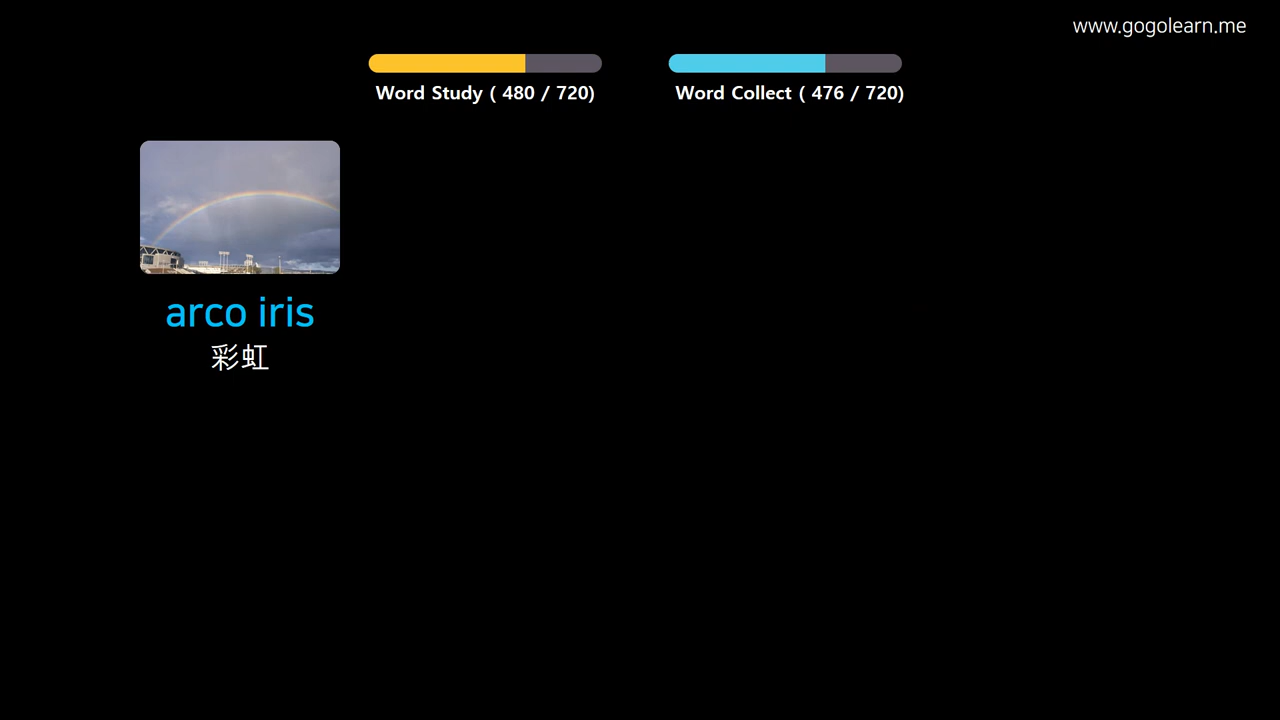 www.gogolearn.me
Word Study ( 480 / 720)
Word Collect ( 476 / 720)
arco iris
彩虹